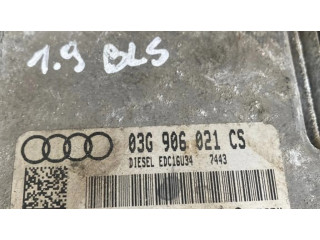 1.9 BLS
03G 906 021 CS
DIESEL EDC16U34 7443